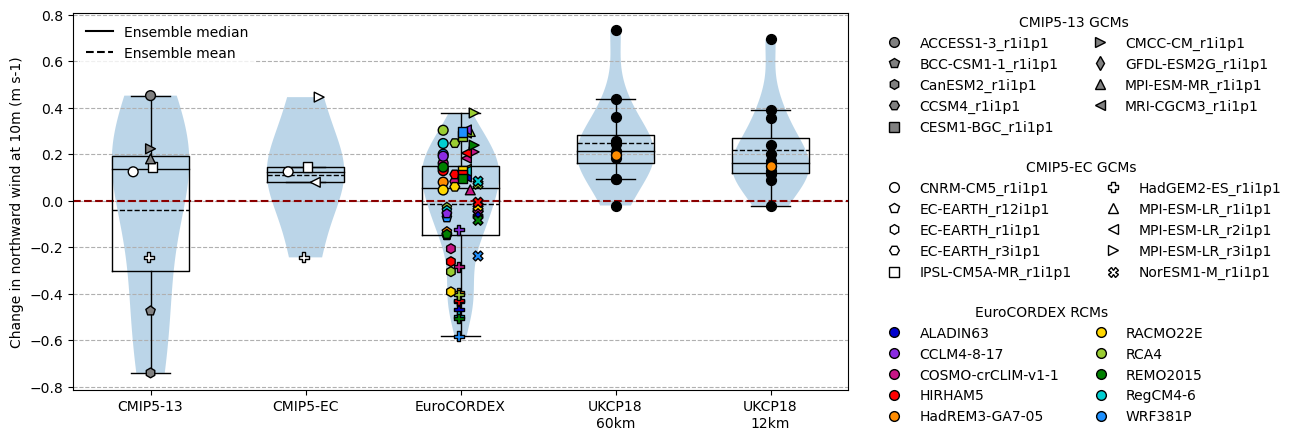 Change in northward wind at 10m (m s-1)
0.8
0.6
0.4
0.2
0.0
−0.2
−0.4
−0.6
−0.8
Ensemble median
Ensemble mean
CMIP5-13
CMIP5-EC
EuroCORDEX
UKCP18
60km
UKCP18
12km
CMIP5-13 GCMs
ACCESS1-3_r1i1p1
BCC-CSM1-1_r1i1p1
CanESM2_r1i1p1
CCSM4_r1i1p1
CESM1-BGC_r1i1p1
CMCC-CM_r1i1p1
GFDL-ESM2G_r1i1p1
MPI-ESM-MR_r1i1p1
MRI-CGCM3_r1i1p1
CMIP5-EC GCMs
CNRM-CM5_r1i1p1
EC-EARTH_r12i1p1
EC-EARTH_r1i1p1
EC-EARTH_r3i1p1
IPSL-CM5A-MR_r1i1p1
HadGEM2-ES_r1i1p1
MPI-ESM-LR_r1i1p1
MPI-ESM-LR_r2i1p1
MPI-ESM-LR_r3i1p1
NorESM1-M_r1i1p1
EuroCORDEX RCMs
ALADIN63
CCLM4-8-17
COSMO-crCLIM-v1-1
HIRHAM5
HadREM3-GA7-05
RACMO22E
RCA4
REMO2015
RegCM4-6
WRF381P